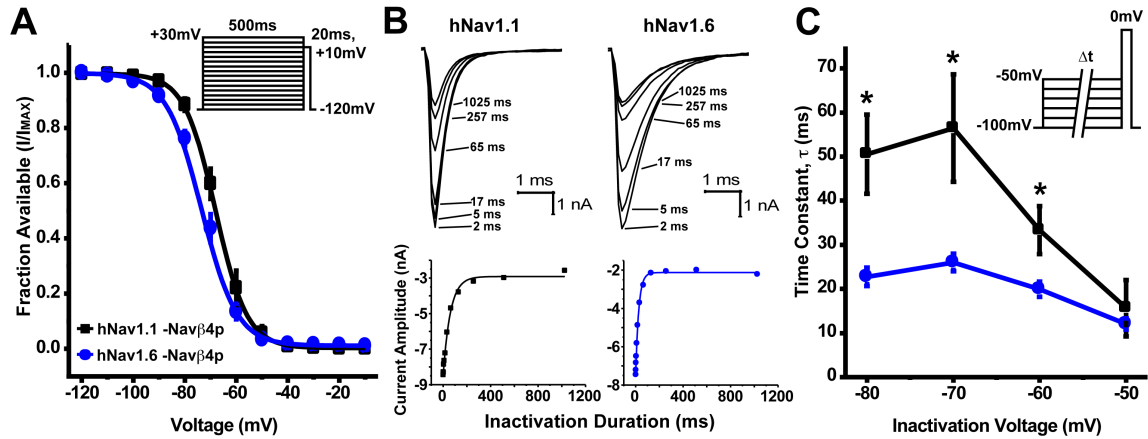 A
500ms
+30mV
20ms,
+10mV
-120mV
1.0
0.8
0.6
0.4
0.2
0.0
Fraction Available (I/IMAX)
hNav1.1 -Navβ4p
hNav1.6 -Navβ4p
-120 -100 -80 -60 -40 -20
Voltage (mV)
B
hNav1.1
hNav1.6
1025 ms
257 ms
65 ms
17 ms
5 ms
2 ms
1 ms
1 nA
1025 ms
257 ms
65 ms
17 ms
5 ms
2 ms
1 ms
1 nA
Current Amplitude (nA)
-3
-5
-7
-9
0 400 800 1200
-2
-4
-6
-8
0 400 800 1200
Inactivation Duration (ms)
C
0mV
Δt
-50mV
-100mV
* * *
70
60
50
40
30
20
10
0
Time Constant, τ (ms)
-80 -70 -60 -50
Inactivation Voltage (mV)